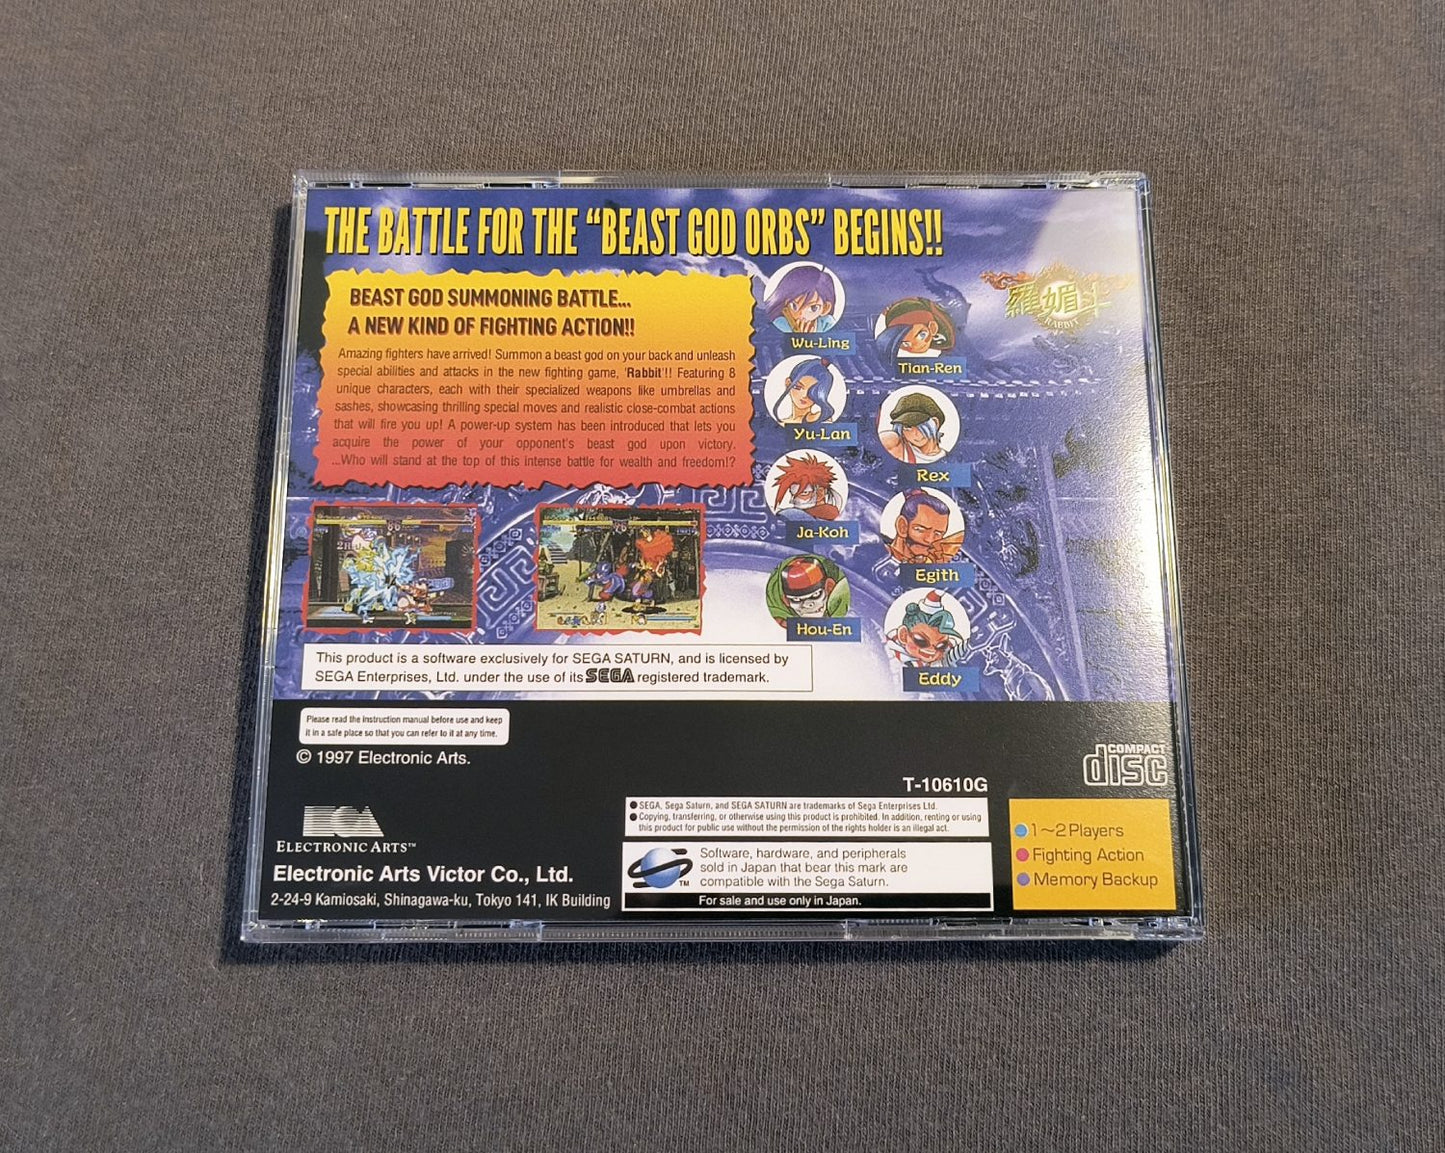 THE BATTLE FOR THE “BEAST GOD ORBS” BEGINS!!
BEAST GOD SUMMONING BATTLE...
A NEW KIND OF FIGHTING ACTION!!
Amazing fighters have arrived! Summon a beast god on your back and unleash
special abilities and attacks in the new fighting game, 'Rabbit'!! Featuring 8
unique characters, each with their specialized weapons like umbrellas and
sashes, showcasing thrilling special moves and realistic close-combat actions
that will fire you up! A power-up system has been introduced that lets you
acquire the power of your opponent's beast god upon victory.
...Who will stand at the top of this intense battle for wealth and freedom!?
Wu-Ling
Tian-Ren
Yu-Lan
Rex
Ja-Koh
Egith
Hou-En
Eddy
羅媚斗
RABBIT
This product is a software exclusively for SEGA SATURN, and is licensed by
SEGA Enterprises, Ltd. under the use of its SEGA registered trademark.
Please read the instruction manual before use and keep
it in a safe place so that you can refer to it at any time.
© 1997 Electronic Arts.
COMPACT
disc
T-10610G
ELECTRONIC ARTS™
Electronic Arts Victor Co., Ltd.
2-24-9 Kamiosaki, Shinagawa-ku, Tokyo 141, IK Building
● SEGA, Sega Saturn, and SEGA SATURN are trademarks of Sega Enterprises Ltd.
● Copying, transferring, or otherwise using this product is prohibited. In addition, renting or using
this product for public use without the permission of the rights holder is an illegal act.
Software, hardware, and peripherals
sold in Japan that bear this mark are
compatible with the Sega Saturn.
TM
For sale and use only in Japan.
● 1～2 Players
● Fighting Action
● Memory Backup